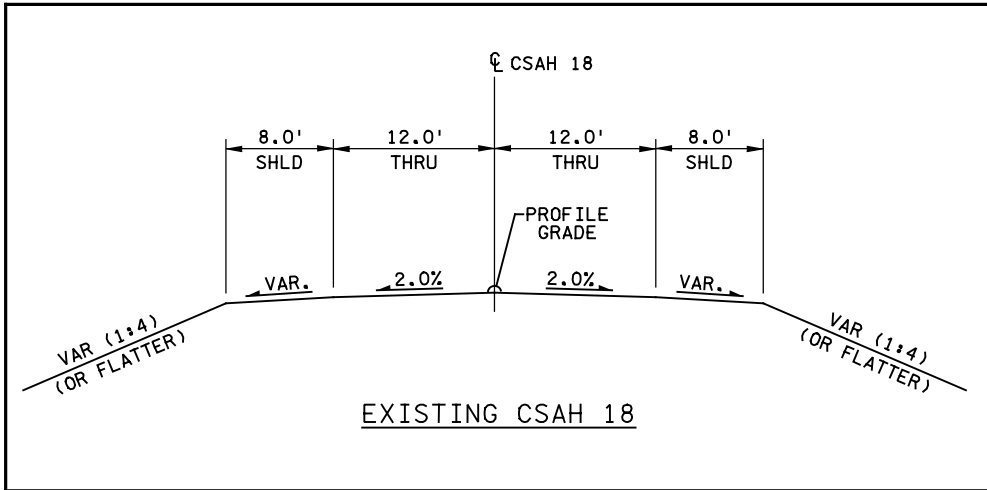 ℄ CSAH 18
8.0' 12.0' 12.0' 8.0'
SHLD THRU THRU SHLD
PROFILE
GRADE
VAR. 2.0% 2.0% VAR.
VAR (1:4)
(OR FLATTER)
VAR (1:4)
(OR FLATTER)
EXISTING CSAH 18